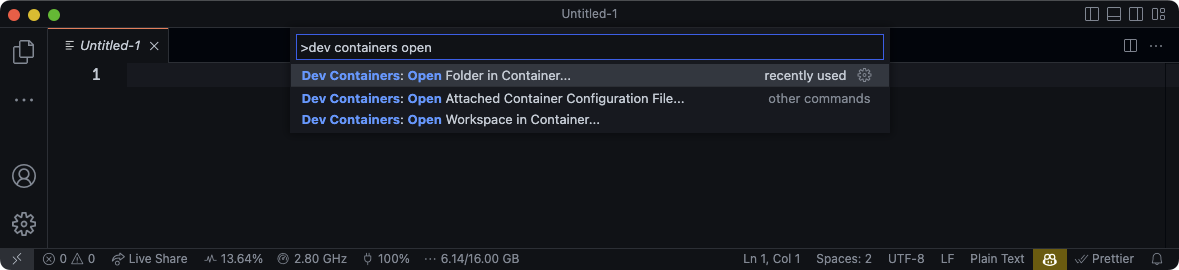 Untitled-1
Untitled-1
>dev containers open
1
Dev Containers: Open Folder in Container... recently used
Dev Containers: Open Attached Container Configuration File... other commands
Dev Containers: Open Workspace in Container...
0 0 Live Share 13.64% 2.80 GHz 100% ... 6.14/16.00 GB Ln 1, Col 1 Spaces: 2 UTF-8 LF Plain Text Prettier